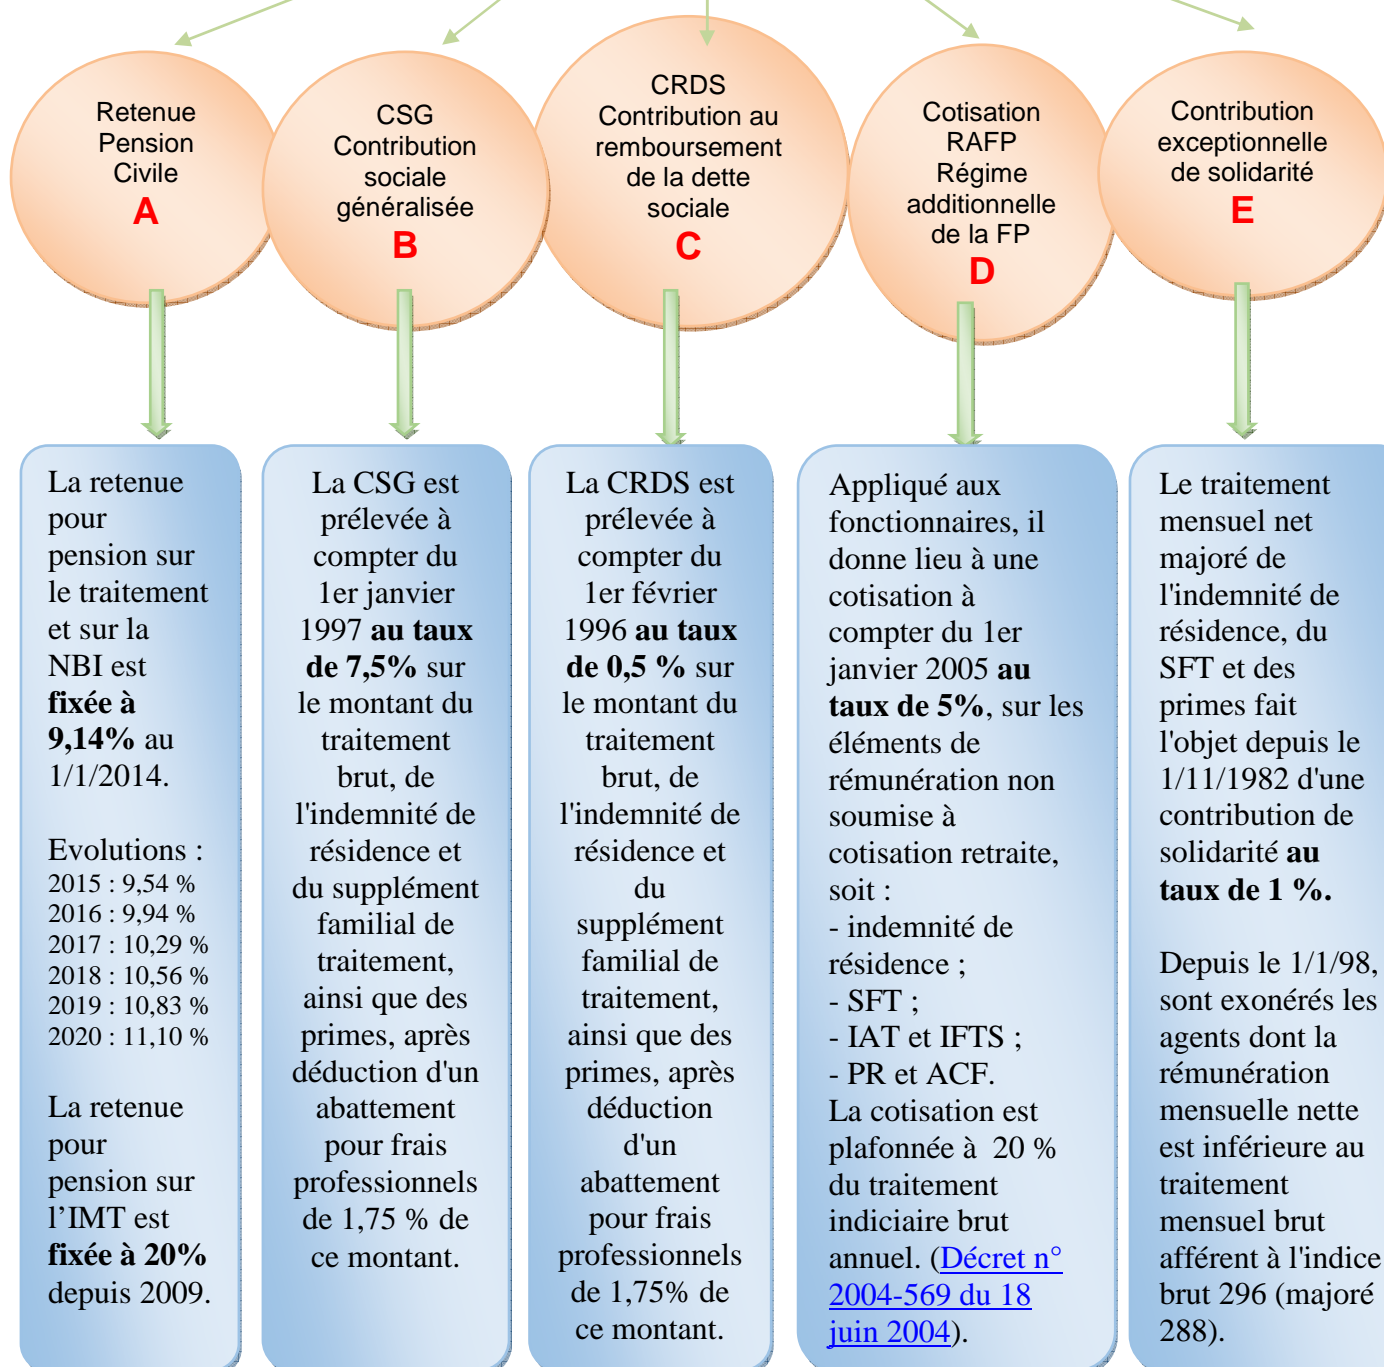 Retenue
Pension
Civile
A
CSG
Contribution
sociale
généralisée
B
CRDS
Contribution au
remboursement
de la dette
sociale
C
Cotisation
RAFP
Régime
additionnelle
de la FP
D
Contribution
exceptionnelle
de solidarité
E
La retenue
pour
pension sur
le traitement
et sur la
NBI est
fixée à
9,14% au
1/1/2014.
Evolutions :
2015 : 9,54 %
2016 : 9,94 %
2017 : 10,29 %
2018 : 10,56 %
2019 : 10,83 %
2020 : 11,10 %
La retenue
pour
pension sur
l’IMT est
fixée à 20%
depuis 2009.
La CSG est
prélevée à
compter du
1er janvier
1997 au taux
de 7,5% sur
le montant du
traitement
brut, de
l'indemnité de
résidence et
du supplément
familial de
traitement,
ainsi que des
primes, après
déduction d'un
abattement
pour frais
professionnels
de 1,75 % de
ce montant.
La CRDS est
prélevée à
compter du
1er février
1996 au taux
de 0,5 % sur
le montant du
traitement
brut, de
l'indemnité de
résidence et
du
supplément
familial de
traitement,
ainsi que des
primes, après
déduction
d'un
abattement
pour frais
professionnels
de 1,75% de
ce montant.
Appliqué aux
fonctionnaires, il
donne lieu à une
cotisation à
compter du 1er
janvier 2005 au
taux de 5%, sur les
éléments de
rémunération non
soumise à
cotisation retraite,
soit :
- indemnité de
résidence ;
- SFT ;
- IAT et IFTS ;
- PR et ACF.
La cotisation est
plafonnée à 20 %
du traitement
indiciaire brut
annuel. (Décret n°
2004-569 du 18
juin 2004).
Le traitement
mensuel net
majoré de
l'indemnité de
résidence, du
SFT et des
primes fait
l'objet depuis le
1/11/1982 d'une
contribution de
solidarité au
taux de 1 %.
Depuis le 1/1/98,
sont exonérés les
agents dont la
rémunération
mensuelle nette
est inférieure au
traitement
mensuel brut
afférent à l'indice
brut 296 (majoré
288).